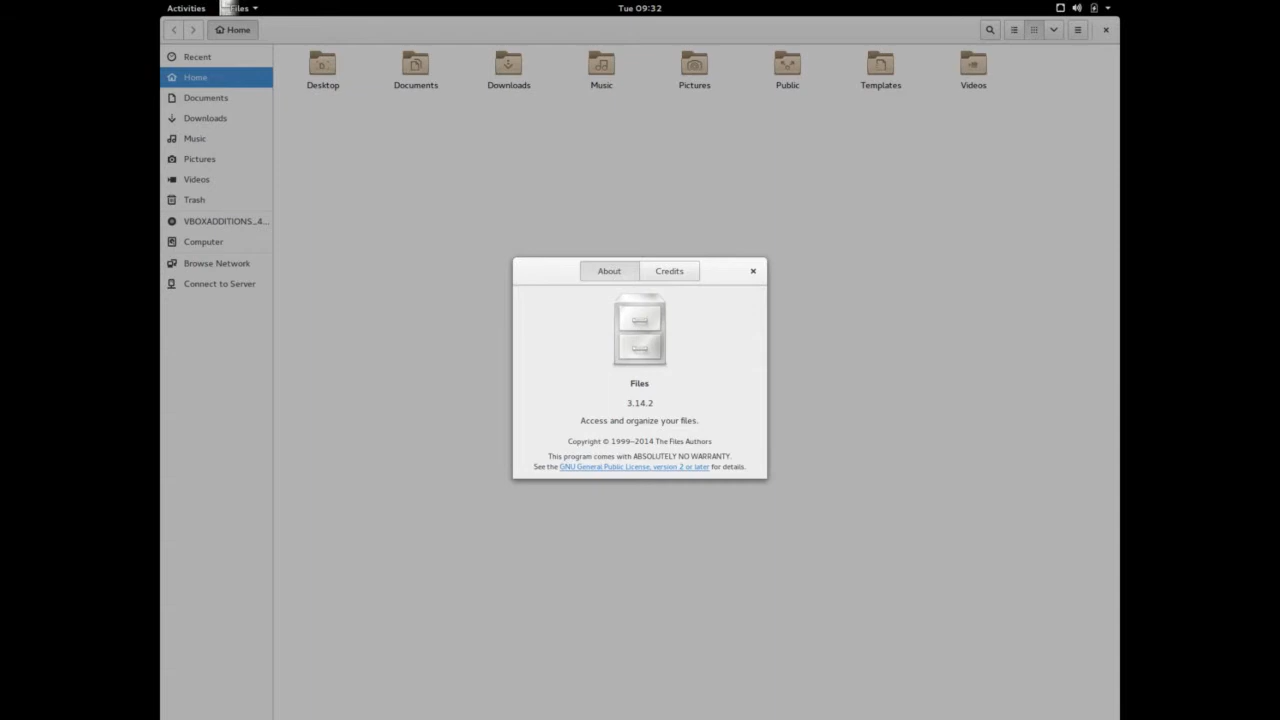 Activities
Files
Tue 09:32
Home
Recent
Home
Documents
Downloads
Music
Pictures
Videos
Trash
VBOXADDITIONS_4...
Computer
Browse Network
Connect to Server
Desktop
Documents
Downloads
Music
Pictures
Public
Templates
Videos
About
Credits
Files
3.14.2
Access and organize your files.
Copyright © 1999–2014 The Files Authors
This program comes with ABSOLUTELY NO WARRANTY.
See the GNU General Public License, version 2 or later for details.